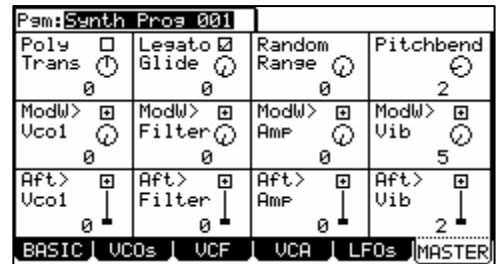 Pgm:Synth Prog 001
Poly Legato Random Pitchbend
Trans Glide Range
0 0 0 2
ModW> ModW> ModW> ModW>
Vco1 Filter Amp Vib
0 0 0 5
Aft> Aft> Aft> Aft>
Vco1 Filter Amp Vib
0 0 0 2
BASIC VCOs VCF VCA LFOs MASTER